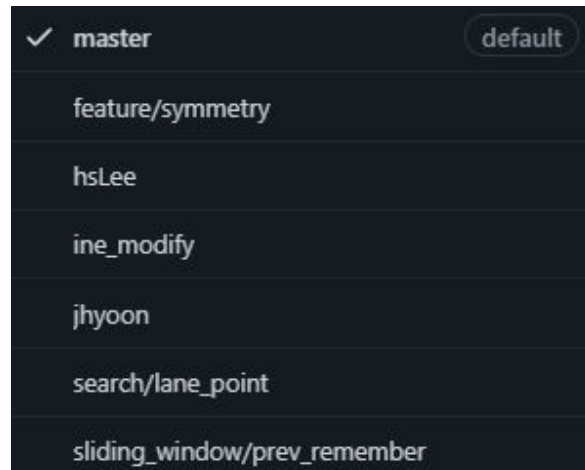 master default
feature/symmetry
hsLee
ine_modify
jhyoon
search/lane_point
sliding_window/prev_remember